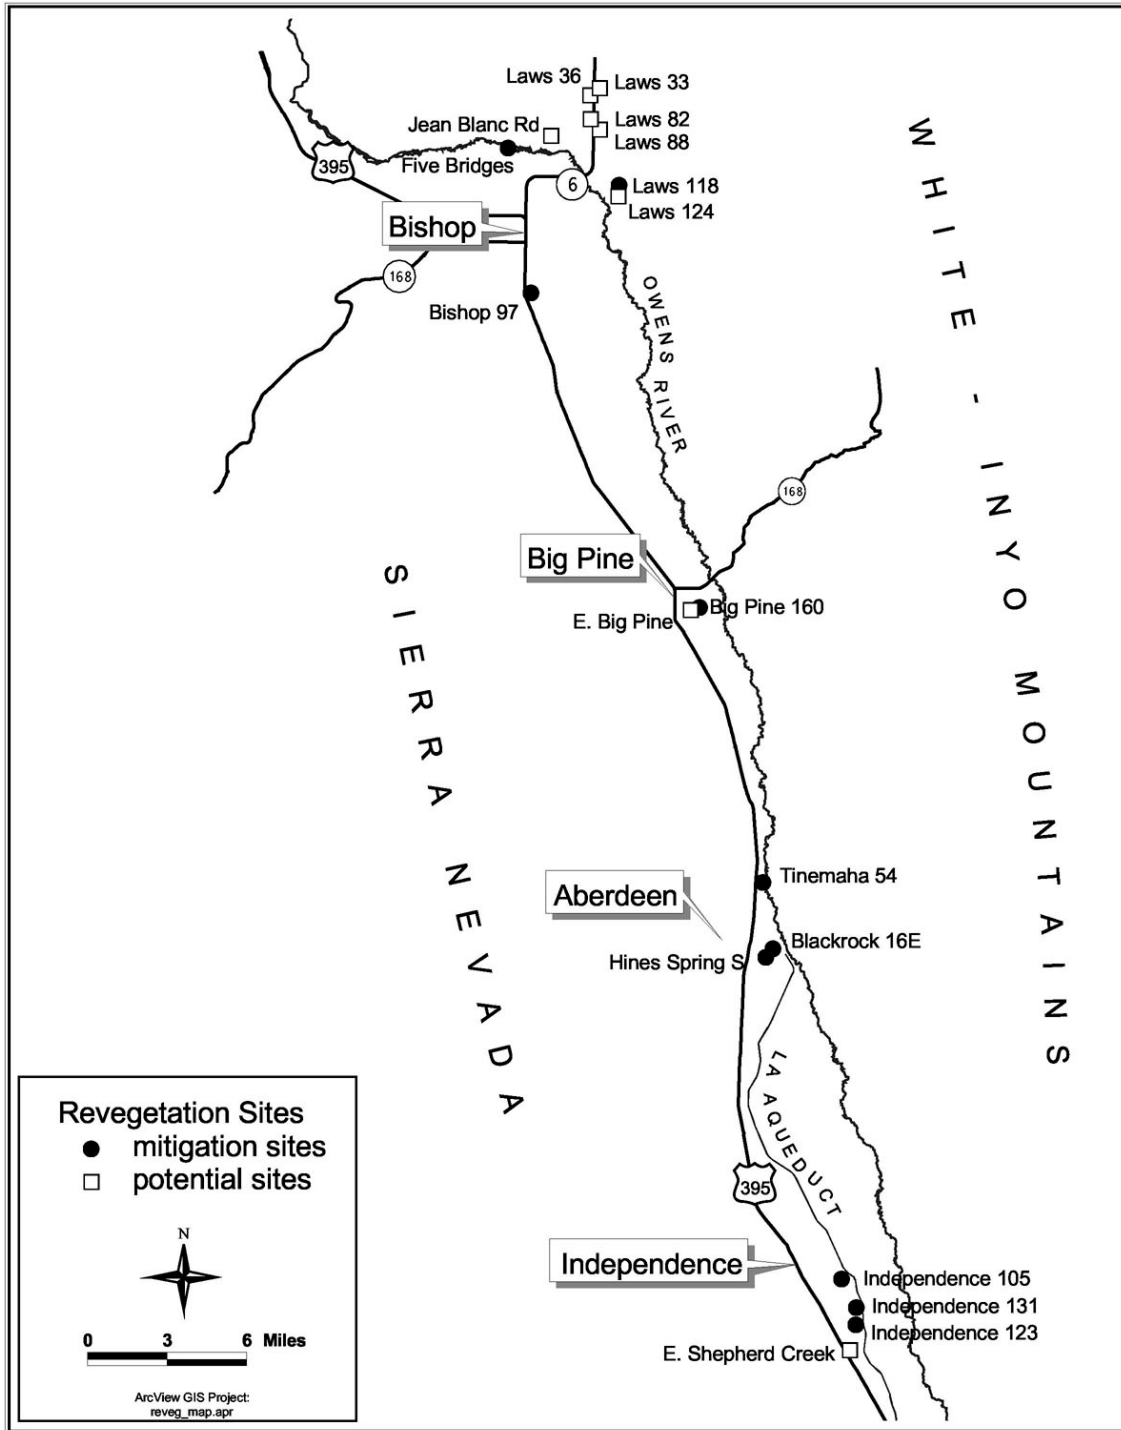 Laws 36
Laws 33
Laws 82
Jean Blanc Rd
Laws 88
Five Bridges
395
6
Laws 118
Laws 124
Bishop
168
Bishop 97
OWENS RIVER
WHITE - INYO MOUNTAINS
168
Big Pine
Big Pine 160
E. Big Pine
SIERRA NEVADA
Tinemaha 54
Aberdeen
Blackrock 16E
Hines Spring S
LA AQUEDUCT
395
Independence
Independence 105
Independence 131
Independence 123
E. Shepherd Creek
Revegetation Sites
mitigation sites
potential sites
N
0 3 6 Miles
ArcView GIS Project:
reveg_map.apr